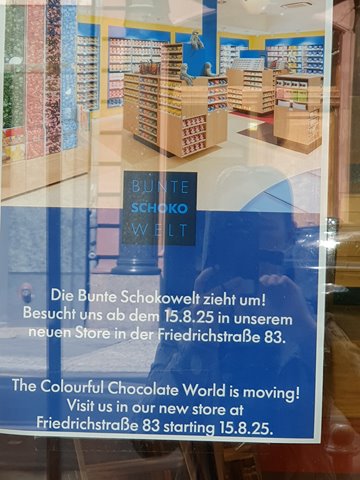 BUNTE
SCHOKO
WELT
Die Bunte Schokowelt zieht um!
Besucht uns ab dem 15.8.25 in unserem
neuen Store in der Friedrichstraße 83.
The Colourful Chocolate World is moving!
Visit us in our new store at
Friedrichstraße 83 starting 15.8.25.